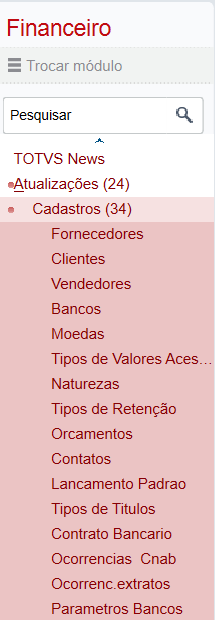 Financeiro
Trocar módulo
Pesquisar
TOTVS News
Atualizações (24)
Cadastros (34)
Fornecedores
Clientes
Vendedores
Bancos
Moedas
Tipos de Valores Aces...
Naturezas
Tipos de Retenção
Orcamentos
Contatos
Lancamento Padrao
Tipos de Titulos
Contrato Bancario
Ocorrencias  Cnab
Ocorrenc.extratos
Parametros Bancos